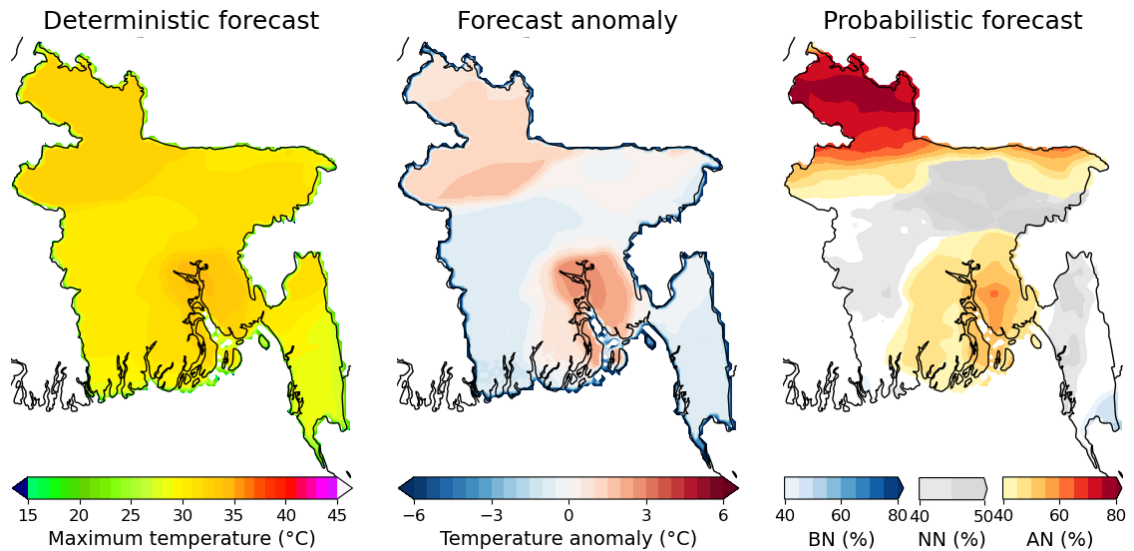 Deterministic forecast
Forecast anomaly
Probabilistic forecast
15 20 25 30 35 40 45
Maximum temperature (°C)
−6 −3 0 3 6
Temperature anomaly (°C)
40 60 80
BN (%)
40 50
NN (%)
40 60 80
AN (%)